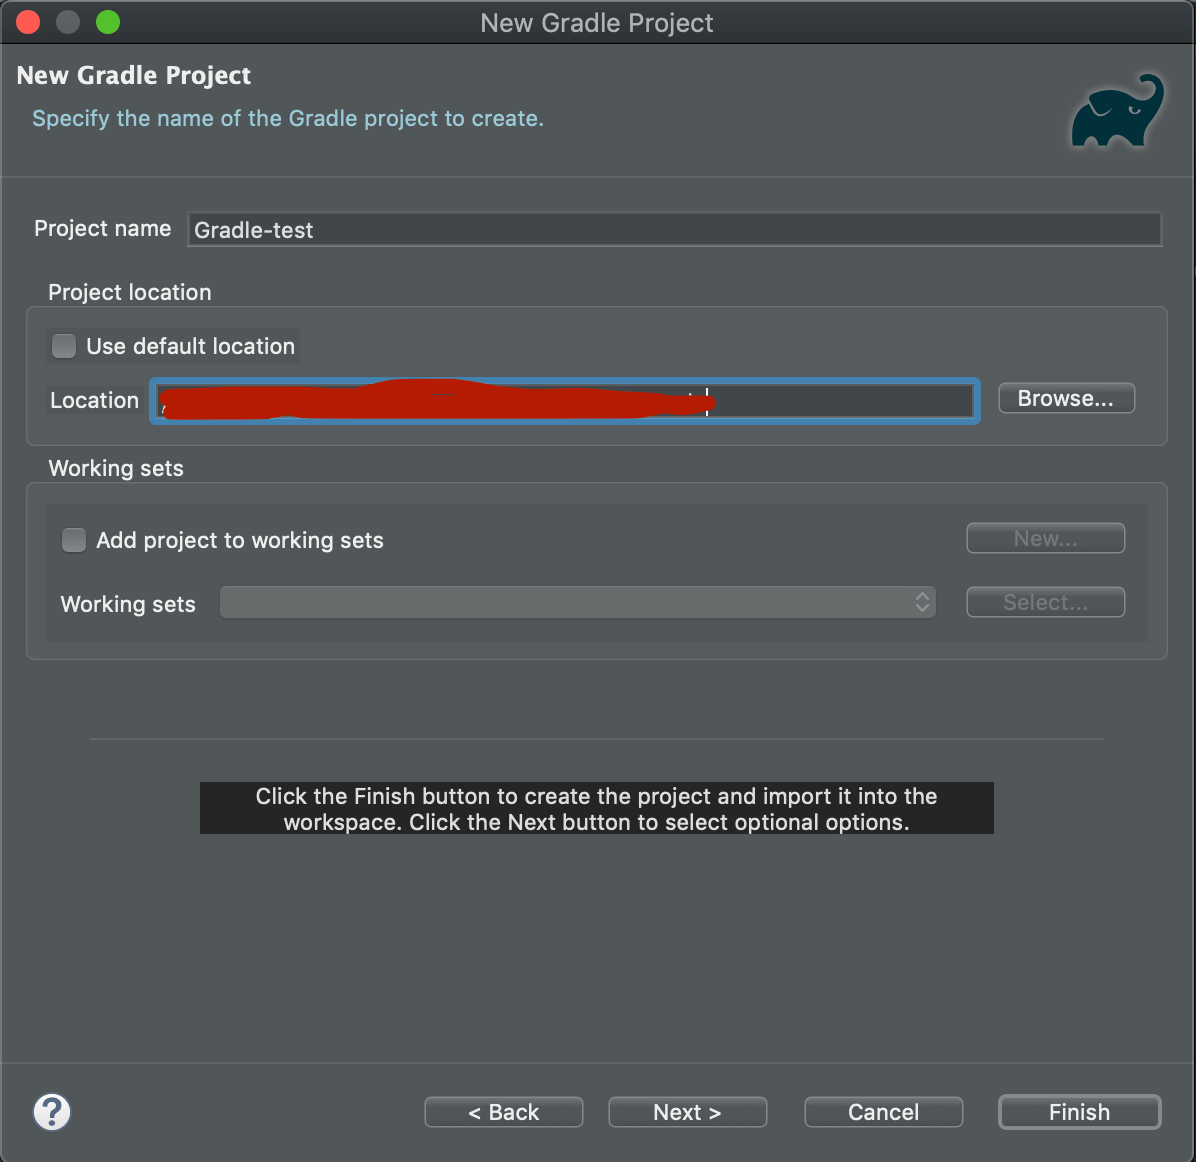 New Gradle Project
New Gradle Project
Specify the name of the Gradle project to create.
Project name Gradle-test
Project location
Use default location
Location
Browse...
Working sets
Add project to working sets
New...
Working sets
Select...
Click the Finish button to create the project and import it into the
workspace. Click the Next button to select optional options.
?
< Back
Next >
Cancel
Finish